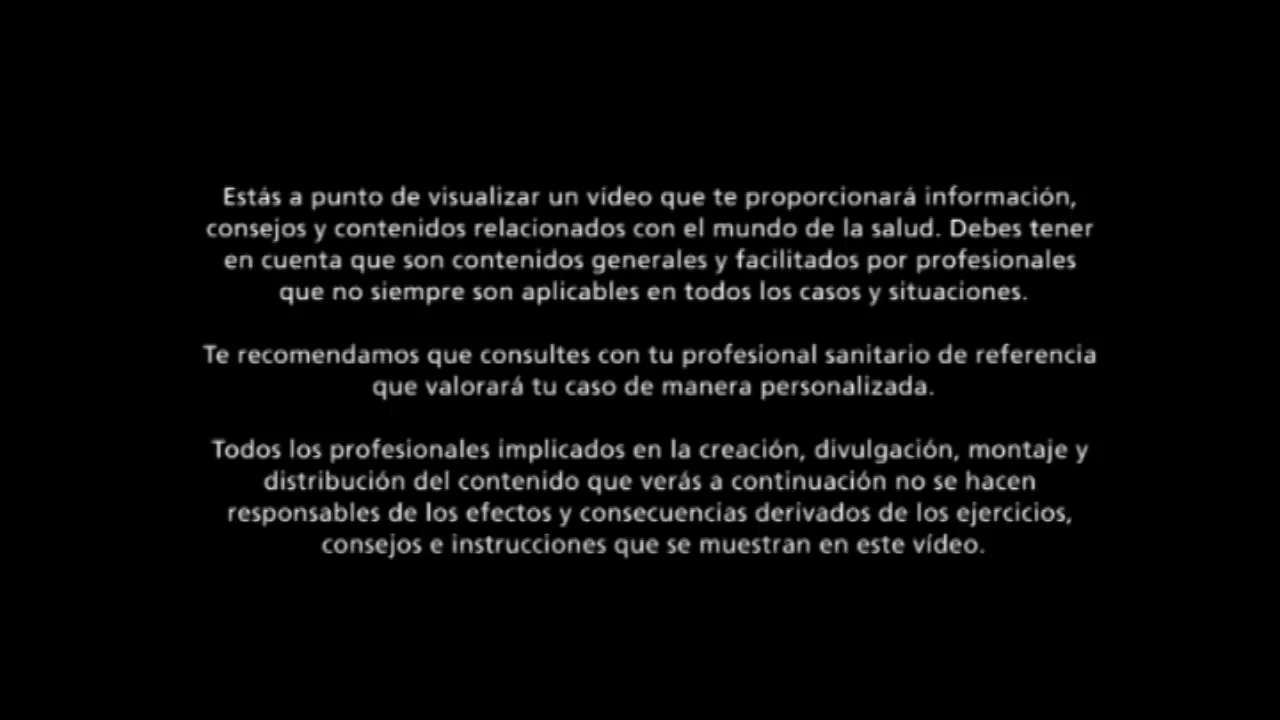 Estás a punto de visualizar un vídeo que te proporcionará información,
consejos y contenidos relacionados con el mundo de la salud. Debes tener
en cuenta que son contenidos generales y facilitados por profesionales
que no siempre son aplicables en todos los casos y situaciones.
Te recomendamos que consultes con tu profesional sanitario de referencia
que valorará tu caso de manera personalizada.
Todos los profesionales implicados en la creación, divulgación, montaje y
distribución del contenido que verás a continuación no se hacen
responsables de los efectos y consecuencias derivados de los ejercicios,
consejos e instrucciones que se muestran en este vídeo.